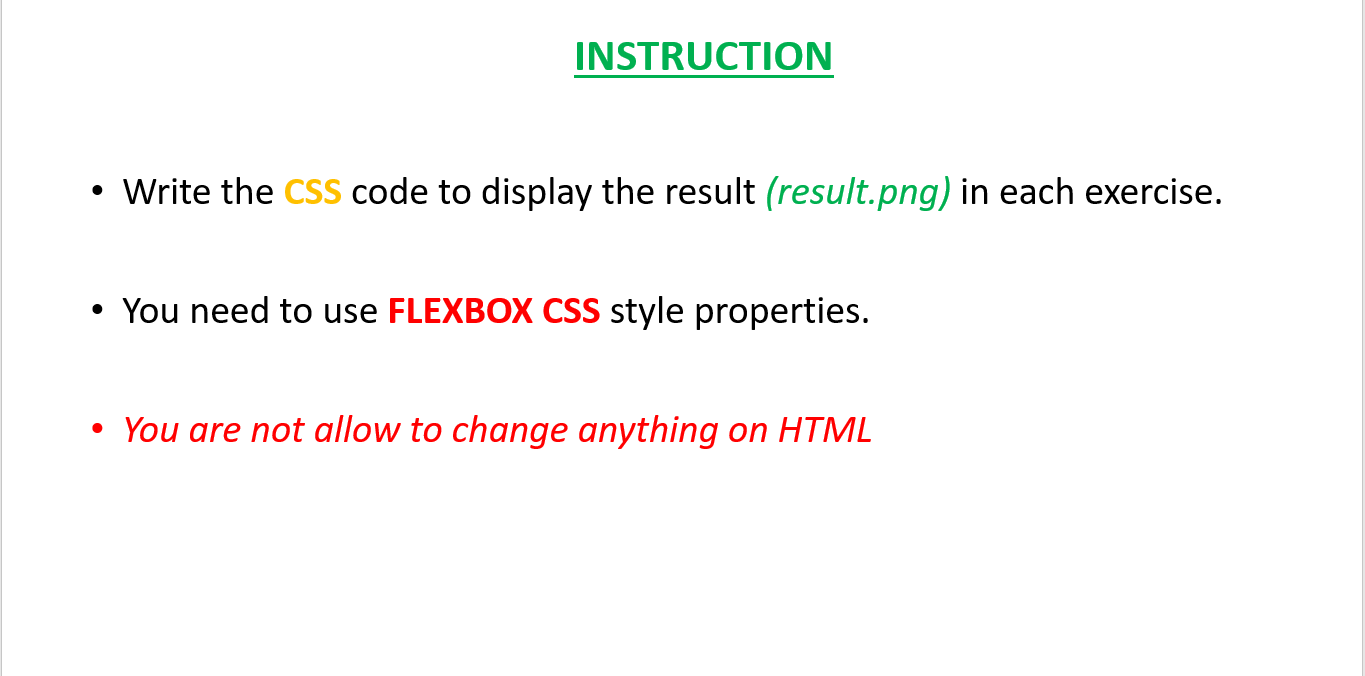 INSTRUCTION
• Write the CSS code to display the result (result.png) in each exercise.
• You need to use FLEXBOX CSS style properties.
• You are not allow to change anything on HTML